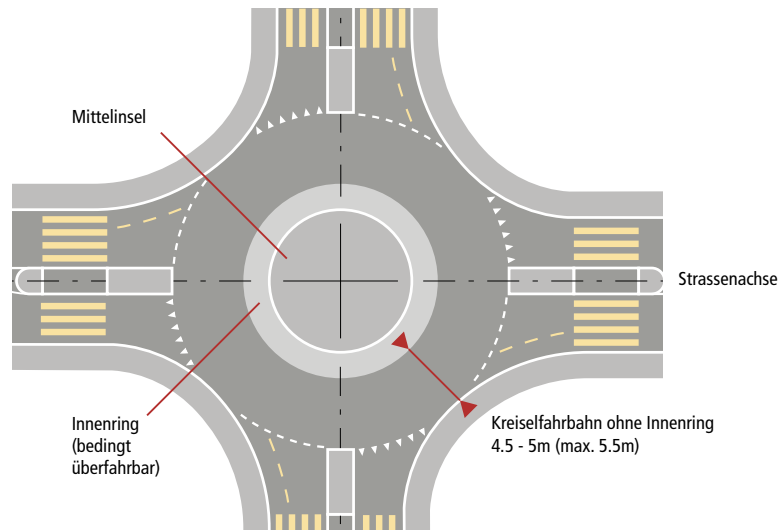 Mittelinsel
Strassenachse
Innenring
(bedingt
überfahrbar)
Kreiselfahrbahn ohne Innenring
4.5 - 5m (max. 5.5m)